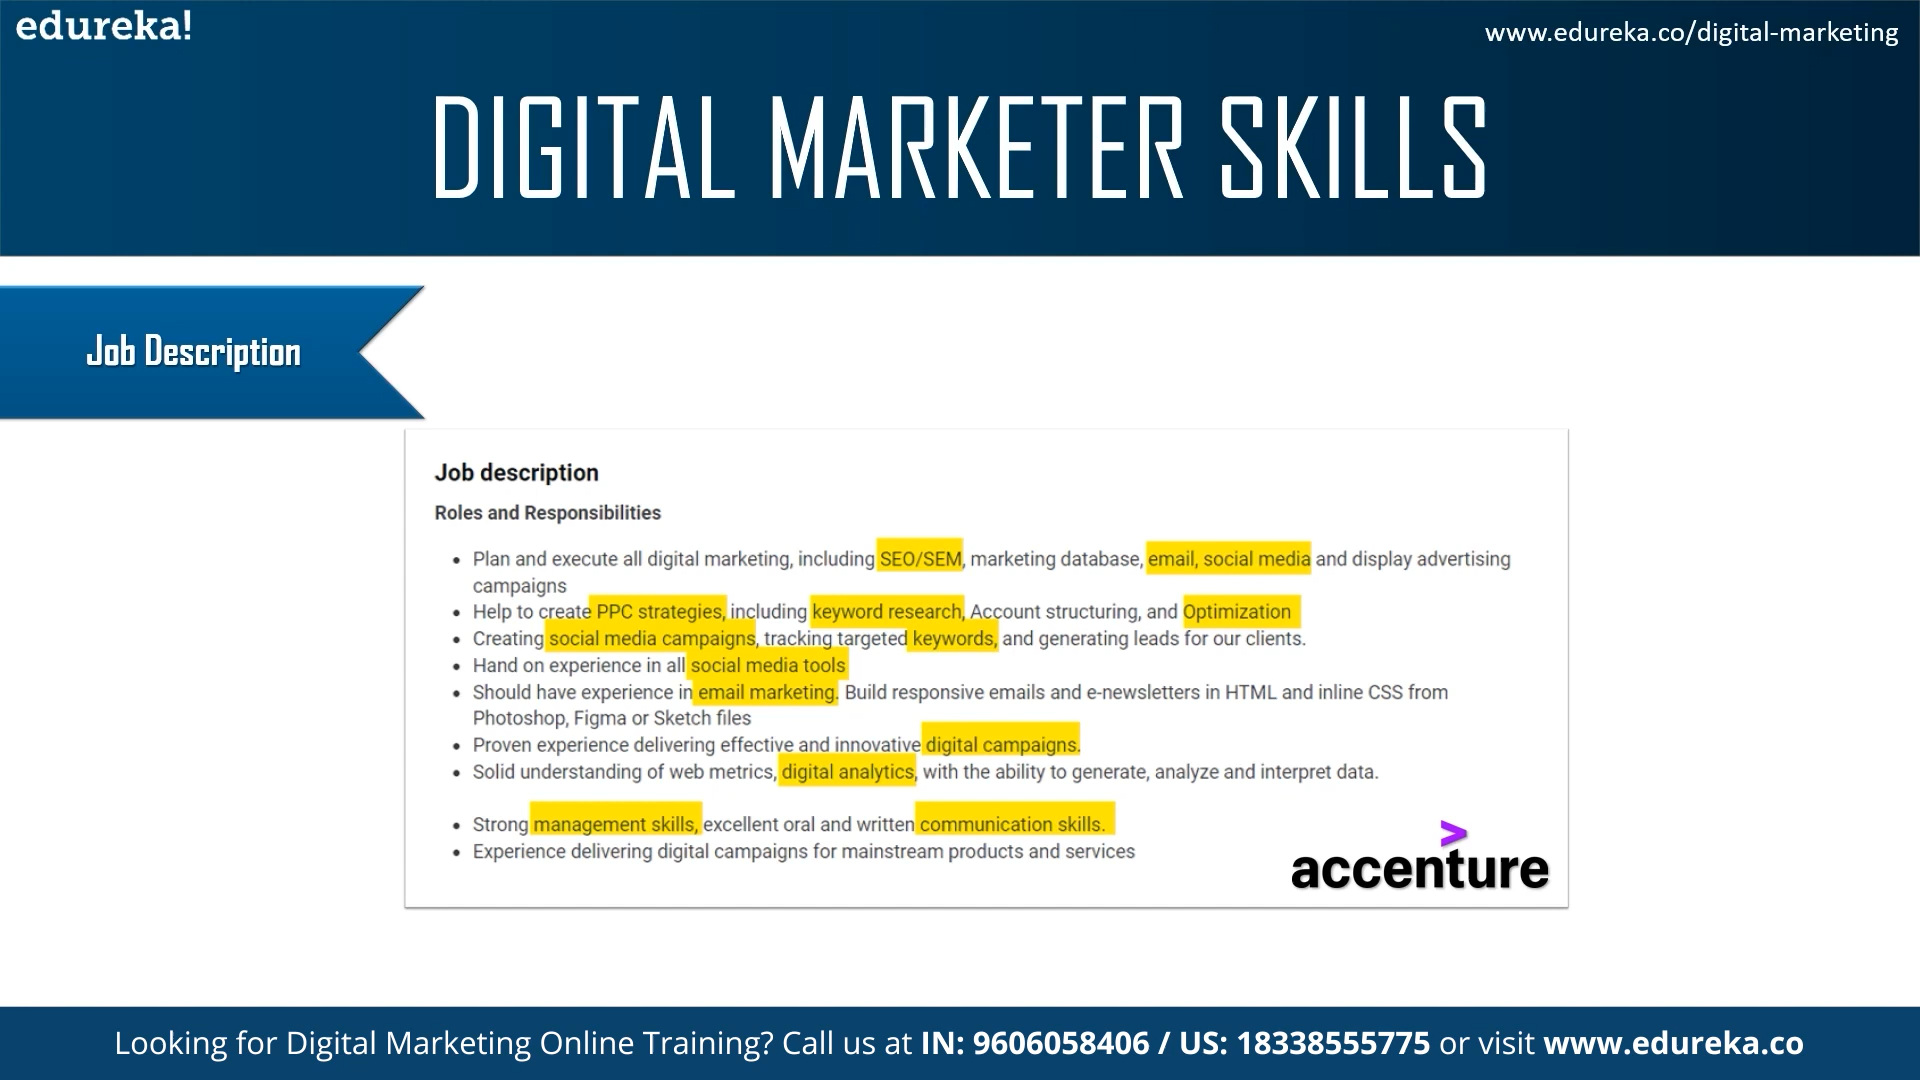 edureka!
www.edureka.co/digital-marketing
DIGITAL MARKETER SKILLS
Job Description
Job description
Roles and Responsibilities
• Plan and execute all digital marketing, including SEO/SEM, marketing database, email, social media and display advertising
campaigns
• Help to create PPC strategies, including keyword research, Account structuring, and Optimization
• Creating social media campaigns, tracking targeted keywords, and generating leads for our clients.
• Hand on experience in all social media tools
• Should have experience in email marketing. Build responsive emails and e-newsletters in HTML and inline CSS from
Photoshop, Figma or Sketch files
• Proven experience delivering effective and innovative digital campaigns.
• Solid understanding of web metrics, digital analytics, with the ability to generate, analyze and interpret data.
• Strong management skills, excellent oral and written communication skills.
• Experience delivering digital campaigns for mainstream products and services
>
accenture
Looking for Digital Marketing Online Training? Call us at IN: 9606058406 / US: 18338555775 or visit www.edureka.co